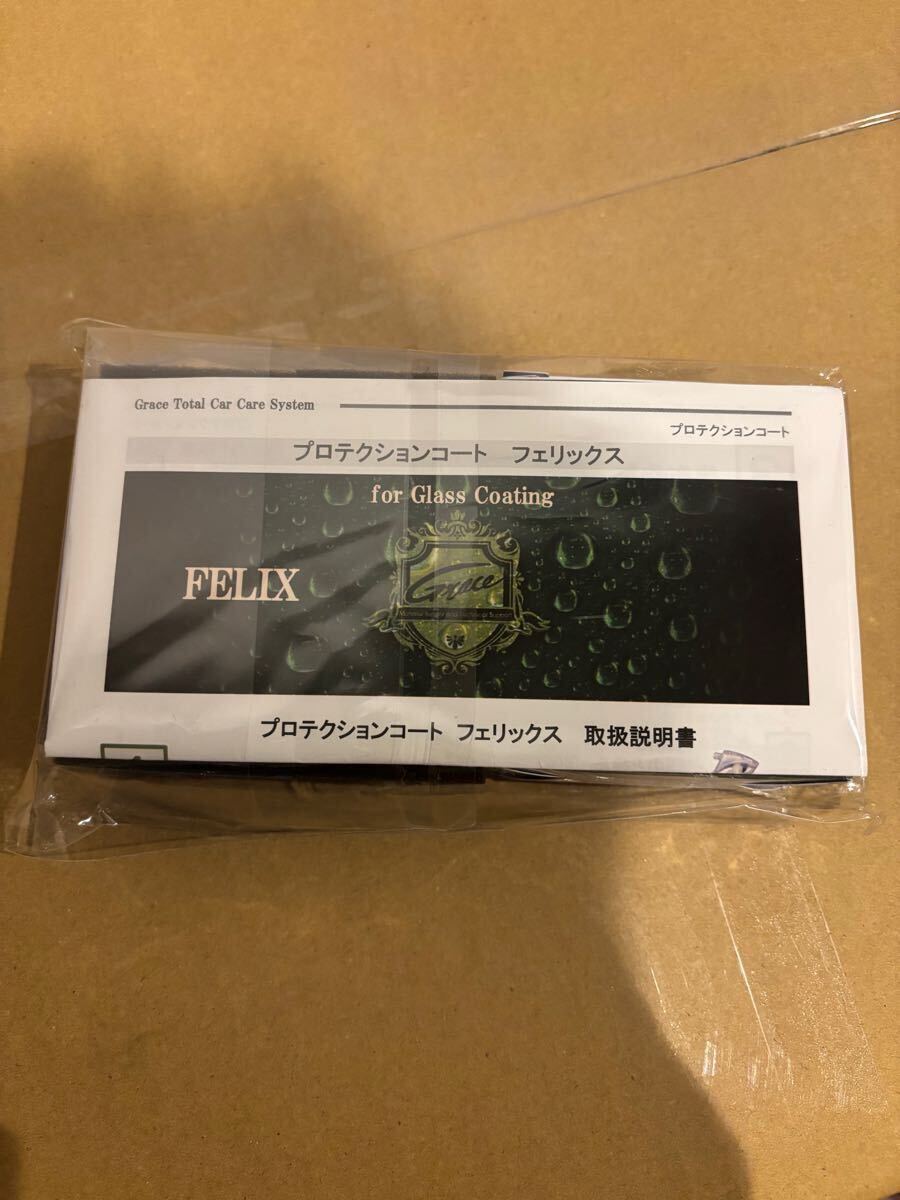 Grace Total Car Care System
プロテクションコート
プロテクションコート フェリックス
for Glass Coating
FELIX
Grace
プロテクションコート フェリックス 取扱説明書